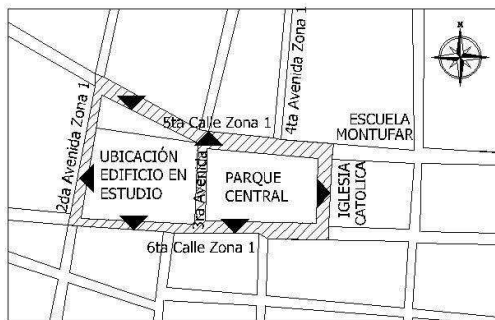 2da Avenida Zona 1
5ta Calle Zona 1
4ta Avenida Zona 1
ESCUELA
MONTUFAR
UBICACIÓN
EDIFICIO EN
ESTUDIO
3ra Avenida
PARQUE
CENTRAL
IGLESIA
CATOLICA
6ta Calle Zona 1